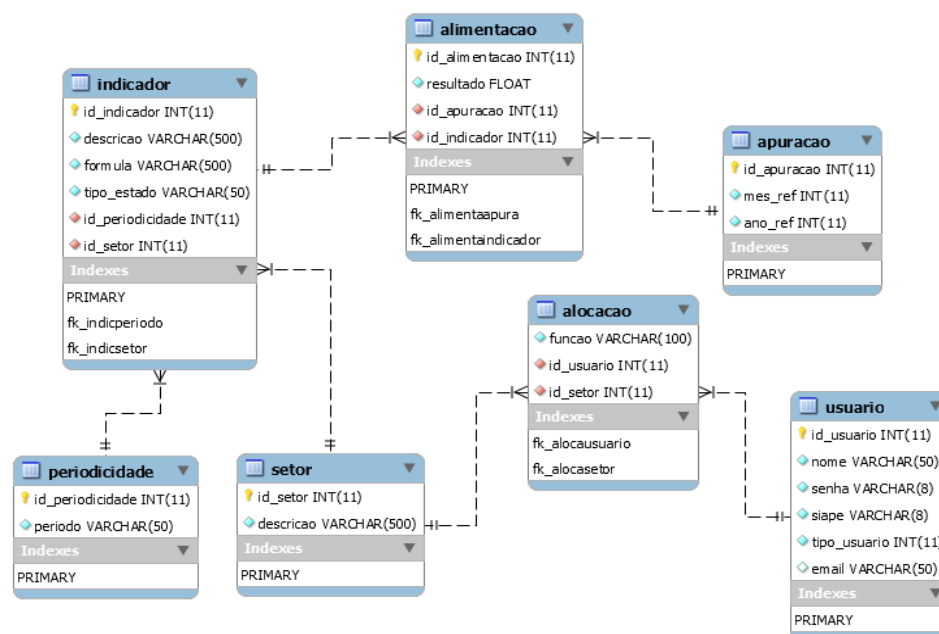 alimentacao
id_alimentacao INT(11)
resultado FLOAT
id_apuracao INT(11)
id_indicador INT(11)
Indexes
PRIMARY
fk_alimentaapura
fk_alimentaindicador
indicador
id_indicador INT(11)
descricao VARCHAR(500)
formula VARCHAR(500)
tipo_estado VARCHAR(50)
id_periodicidade INT(11)
id_setor INT(11)
Indexes
PRIMARY
fk_indicperiodo
fk_indicsetor
apuracao
id_apuracao INT(11)
mes_ref INT(11)
ano_ref INT(11)
Indexes
PRIMARY
alocacao
funcao VARCHAR(100)
id_usuario INT(11)
id_setor INT(11)
Indexes
fk_alocausuario
fk_alocasetor
usuario
id_usuario INT(11)
nome VARCHAR(50)
senha VARCHAR(8)
siape VARCHAR(8)
tipo_usuario INT(11
email VARCHAR(50)
Indexes
PRIMARY
periodicidade
id_periodicidade INT(11)
periodo VARCHAR(50)
Indexes
PRIMARY
setor
id_setor INT(11)
descricao VARCHAR(500)
Indexes
PRIMARY